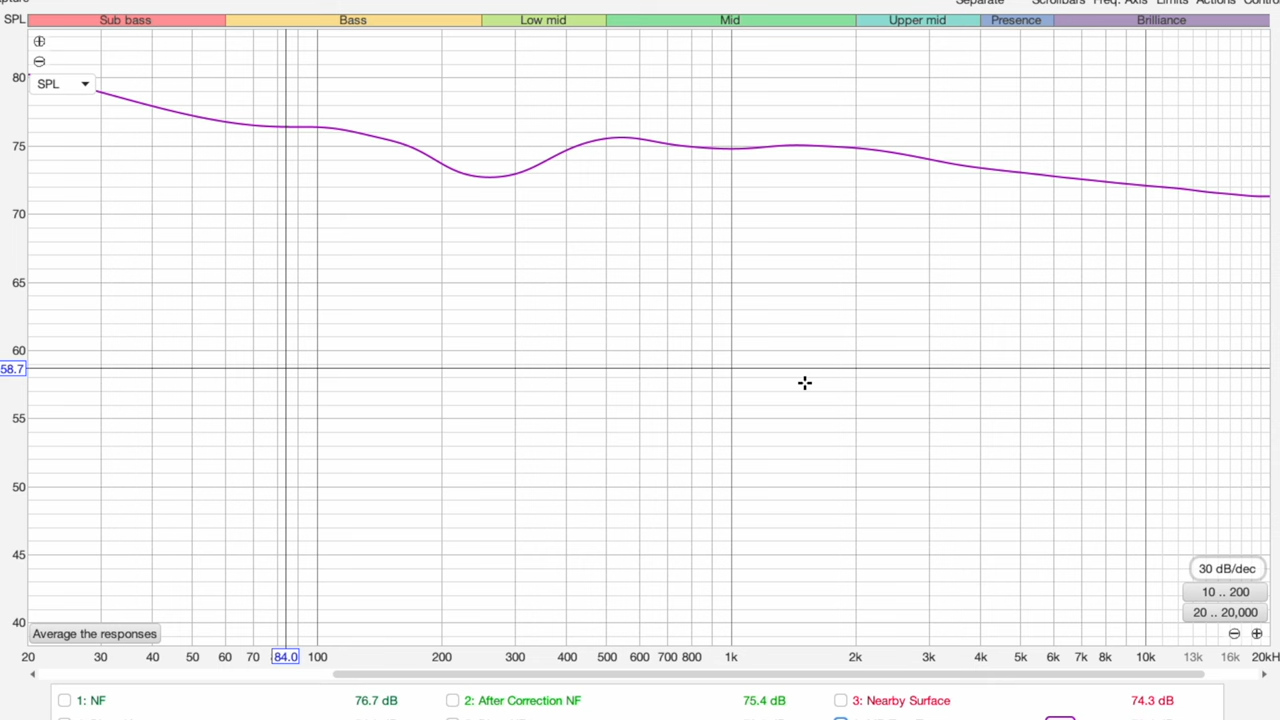 Separate Scrollbars Freq. Axis Limits Actions
SPL Sub bass Bass Low mid Mid Upper mid Presence Brilliance
80
SPL
75
70
65
60
58.7
55
50
45
30 dB/dec
10 .. 200
20 .. 20,000
40
Average the responses
20 30 40 50 60 70 84.0 100 200 300 400 500 600 700 800 1k 2k 3k 4k 5k 6k 7k 8k 10k 13k 16k 20kH
1: NF 76.7 dB 2: After Correction NF 75.4 dB 3: Nearby Surface 74.3 dB